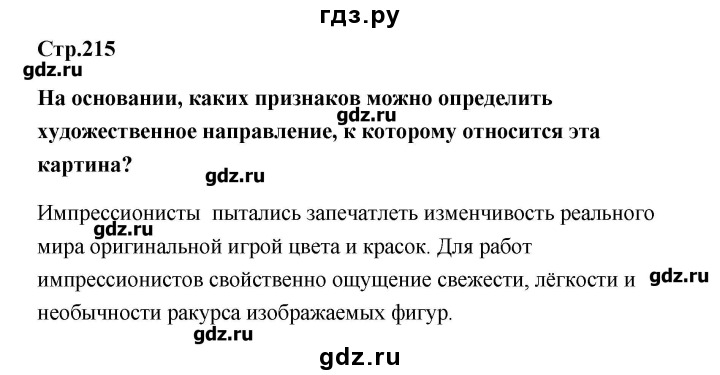 гдз.ру
Стр.215
gdz.ru
На основании, каких признаков можно определить
gdz.ru
художественное направление, к которому относится эта
картина?
gdz.ru
Импрессионисты пытались запечатлеть изменчивость реального
gdz.ru
мира оригинальной игрой цвета и красок. Для работ
импрессионистов свойственно ощущение свежести, лёгкости и
gdz.ru
необычности ракурса изображаемых фигур.
gdz.ru
gdz.ru